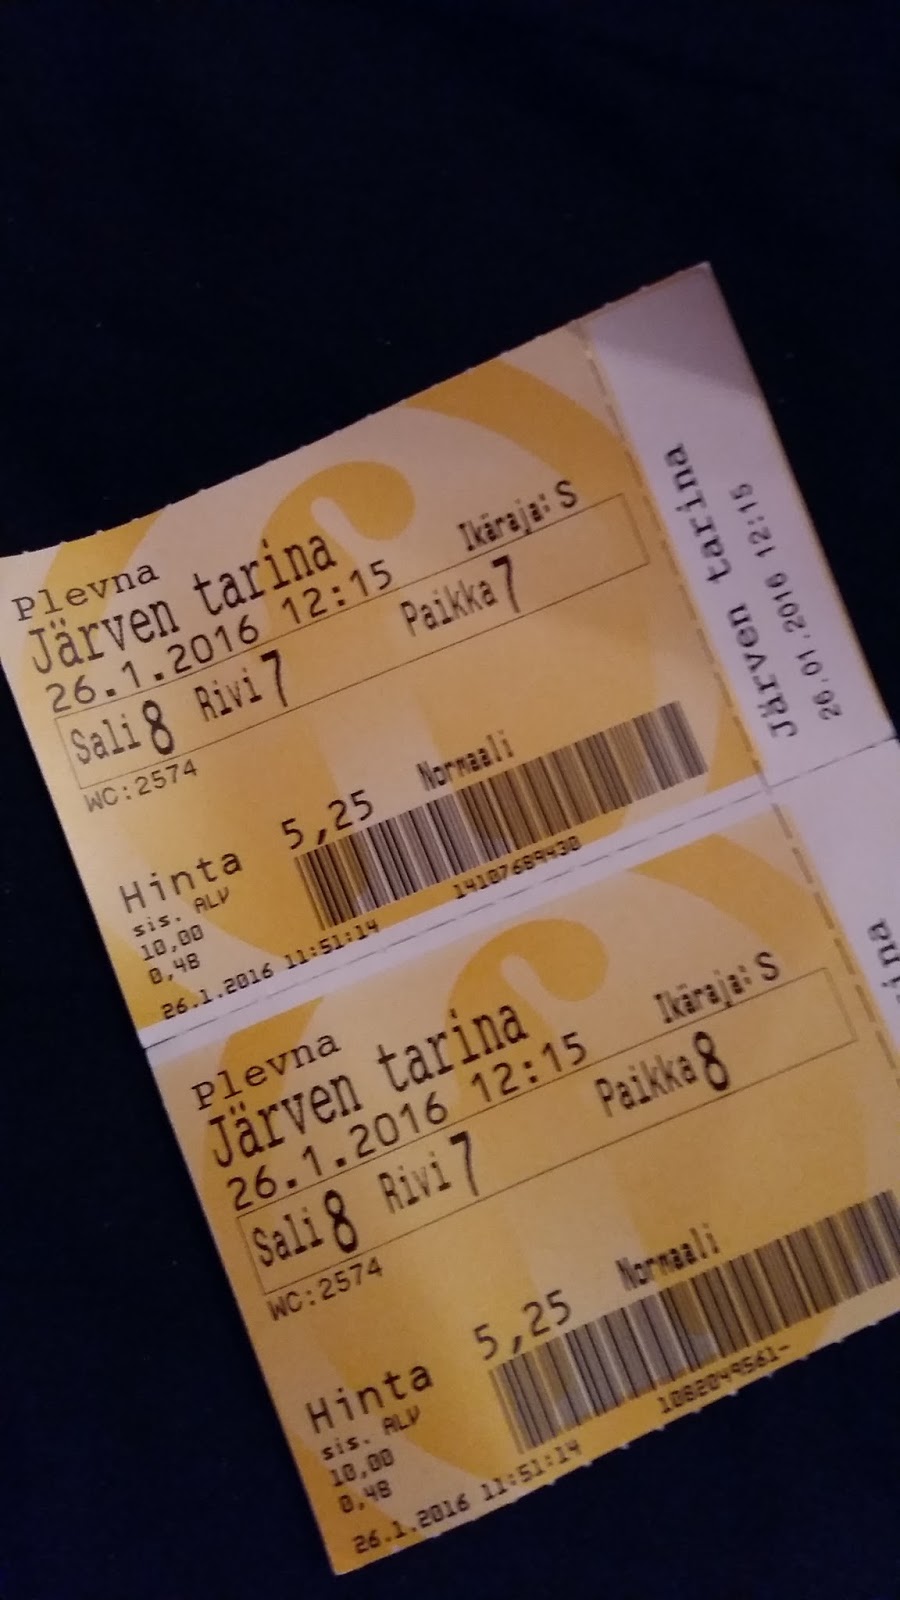 Plevna
Järven tarina
Ikäraja: S
26.1.2016 12:15
Sali 8 Rivi 7 Paikka 7
WC:2574
Normaali
Hinta 5,25
sis. ALV
10,00
0,48
14107689430
26.1.2016 11:51:14
Järven tarina
26.01.2016 12:15
Plevna
Järven tarina
Ikäraja: S
26.1.2016 12:15
Sali 8 Rivi 7 Paikka 8
WC:2574
Normaali
Hinta 5,25
sis. ALV
10,00
0,48
1082049561-
26.1.2016 11:51:14